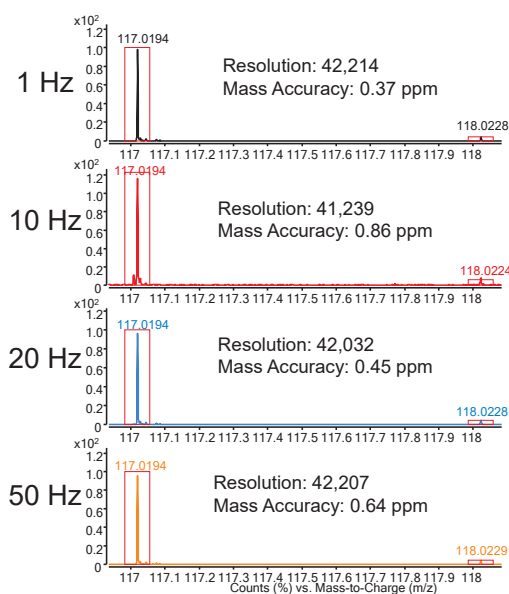 x10²
1.2
1.0
0.8
0.6
0.4
0.2
0.0
117.0194
1 Hz
Resolution: 42,214
Mass Accuracy: 0.37 ppm
118.0228
117 117.1 117.2 117.3 117.4 117.5 117.6 117.7 117.8 117.9 118
x10²
1.2
1.0
0.8
0.6
0.4
0.2
0.0
117.0194
10 Hz
Resolution: 41,239
Mass Accuracy: 0.86 ppm
118.0224
117 117.1 117.2 117.3 117.4 117.5 117.6 117.7 117.8 117.9 118
x10²
1.2
1.0
0.8
0.6
0.4
0.2
0
117.0194
20 Hz
Resolution: 42,032
Mass Accuracy: 0.45 ppm
118.0228
117 117.1 117.2 117.3 117.4 117.5 117.6 117.7 117.8 117.9 118
x10²
1.2
1.0
0.8
0.6
0.4
0.2
0.0
117.0194
50 Hz
Resolution: 42,207
Mass Accuracy: 0.64 ppm
118.0229
117 117.1 117.2 117.3 117.4 117.5 117.6 117.7 117.8 117.9 118
Counts (%) vs. Mass-to-Charge (m/z)